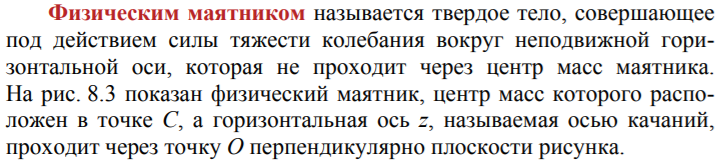 Физическим маятником называется твердое тело, совершающее
под действием силы тяжести колебания вокруг неподвижной гори-
зонтальной оси, которая не проходит через центр масс маятника.
На рис. 8.3 показан физический маятник, центр масс которого распо-
ложен в точке C, а горизонтальная ось z, называемая осью качаний,
проходит через точку O перпендикулярно плоскости рисунка.